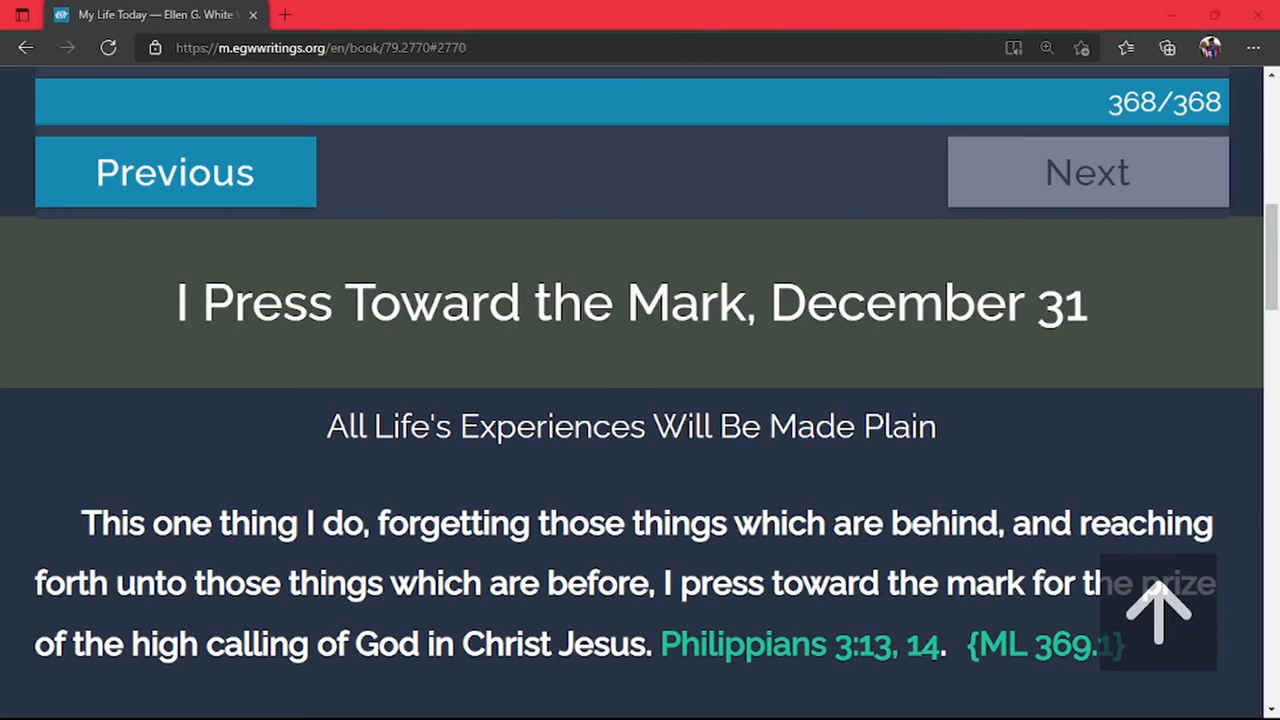 My Life Today — Ellen G. White
https://m.egwwritings.org/en/book/79.2770#2770
368/368
Previous
Next
I Press Toward the Mark, December 31
All Life's Experiences Will Be Made Plain
This one thing I do, forgetting those things which are behind, and reaching
forth unto those things which are before, I press toward the mark for the prize
of the high calling of God in Christ Jesus. Philippians 3:13, 14. {ML 369.1}